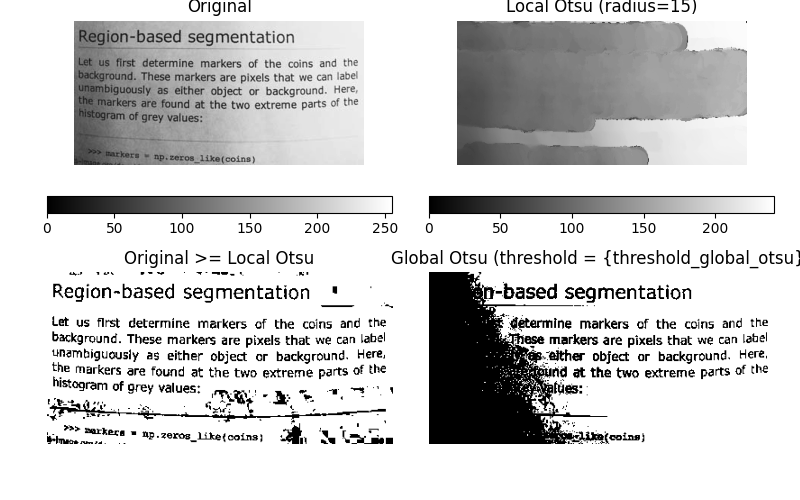 Original
Local Otsu (radius=15)
Region-based segmentation
Let us first determine markers of the coins and the
background. These markers are pixels that we can label
unambiguously as either object or background. Here,
the markers are found at the two extreme parts of the
histogram of grey values:
>>> markers = np.zeros_like(coins)
0 50 100 150 200 250
0 50 100 150 200
Original >= Local Otsu
Global Otsu (threshold = {threshold_global_otsu}
Region-based segmentation
Let us first determine markers of the coins and the
background. These markers are pixels that we can label
unambiguously as either object or background. Here,
the markers are found at the two extreme parts of the
histogram of grey values:
>>> markers = np.zeros_like(coins)
n-based segmentation
determine markers of the coins and the
These markers are pixels that we can label
as either object or background. Here,
found at the two extreme parts of the
values:
os_like(coins)